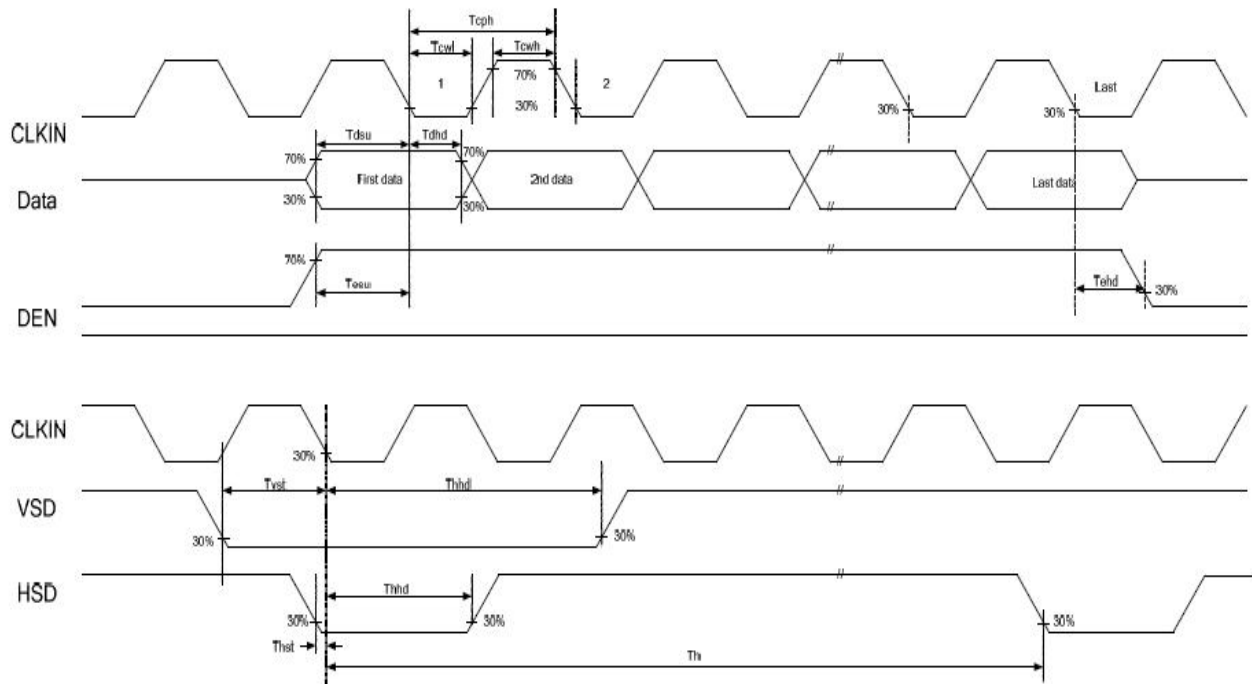 Tcph
Tcwl Tcwh
1 70% 2 Last
30% 30% 30%
CLKIN
Tdsu Tdhd
70% 70%
First data 2nd data Last data
30% 30%
Data
70%
Tesu Tehd 30%
DEN
CLKIN
30%
Tvst Thhdl
VSD
30% 30%
HSD
Thhd
30% 30% 30%
Thst
Th